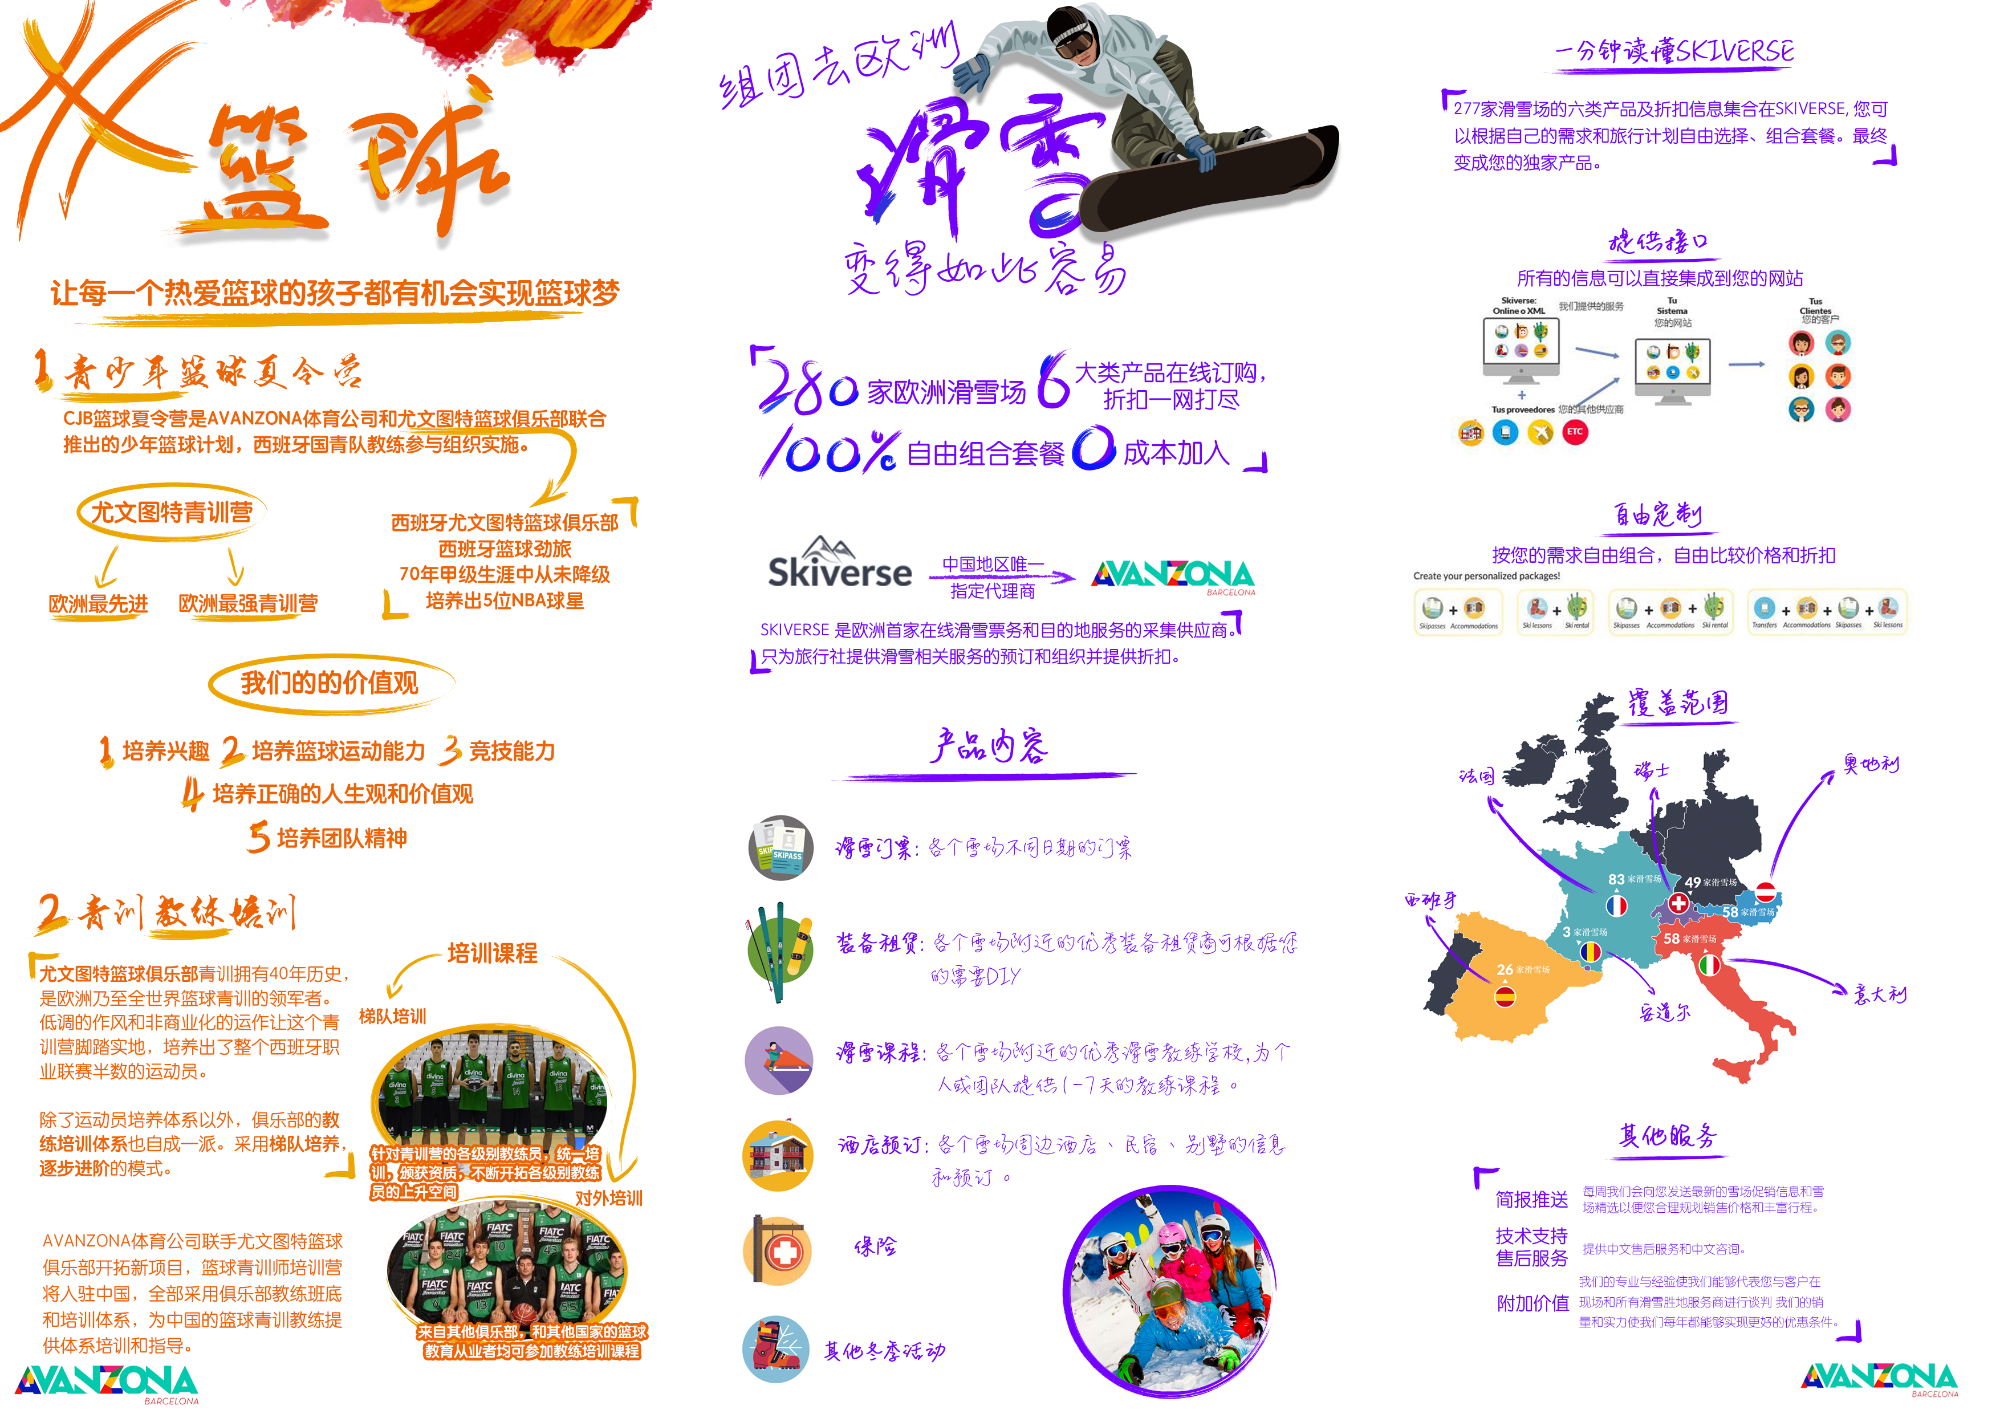 篮球
让每一个热爱篮球的孩子都有机会实现篮球梦
1 青少年篮球夏令营
CJB篮球夏令营是AVANZONA体育公司和尤文图特篮球俱乐部联合
推出的少年篮球计划，西班牙国青队教练参与组织实施。
尤文图特青训营
欧洲最先进
欧洲最强青训营
西班牙尤文图特篮球俱乐部
西班牙篮球劲旅
70年甲级生涯中从未降级
培养出5位NBA球星
我们的的价值观
1 培养兴趣 2 培养篮球运动能力 3 竞技能力
4 培养正确的人生观和价值观
5 培养团队精神
2 青训教练培训
尤文图特篮球俱乐部青训拥有40年历史，
是欧洲乃至全世界篮球青训的领军者。
低调的作风和非商业化的运作让这个青
训营脚踏实地，培养出了整个西班牙职
业联赛半数的运动员。
除了运动员培养体系以外，俱乐部的教
练培训体系也自成一派。采用梯队培养，
逐步进阶的模式。
AVANZONA体育公司联手尤文图特篮球
俱乐部开拓新项目，篮球青训师培训营
将入驻中国，全部采用俱乐部教练班底
和培训体系，为中国的篮球青训教练提
供体系培训和指导。
培训课程
梯队培训
divina
divina
divina
divina
针对青训营的各级别教练员，统一培
训，颁获资质，不断开拓各级别教练
员的上升空间
对外培训
FIATC
FIATC
FIATC
FIATC
FIATC
来自其他俱乐部，和其他国家的篮球
教育从业者均可参加教练培训课程
AVANZONA
BARCELONA
组团去欧洲
滑雪
变得如此容易
280 家欧洲滑雪场 6 大类产品在线订购，
折扣一网打尽
100% 自由组合套餐 0 成本加入
Skiverse
中国地区唯一
指定代理商
AVANZONA
BARCELONA
SKIVERSE 是欧洲首家在线滑雪票务和目的地服务的采集供应商。
只为旅行社提供滑雪相关服务的预订和组织并提供折扣。
产品内容
SKIPASS
滑雪门票：各个雪场不同日期的门票
装备租赁：各个雪场附近的优秀装备租赁商可根据您
的需要DIY
滑雪课程：各个雪场附近的优秀滑雪教练学校，为个
人或团队提供1-7天的教练课程。
酒店预订：各个雪场周边酒店、民宿、别墅的信息
和预订。
保险
其他冬季活动
一分钟读懂SKIVERSE
277家滑雪场的六类产品及折扣信息集合在SKIVERSE，您可
以根据自己的需求和旅行计划自由选择、组合套餐。最终
变成您的独家产品。
提供接口
所有的信息可以直接集成到您的网站
Skiverse:
Online o XML
我们提供的服务
Tu
Sistema
您的网站
Tus
Clientes
您的客户
+
Tus proveedores 您的其他供应商
ETC
自由定制
按您的需求自由组合，自由比较价格和折扣
Create your personalized packages!
Skipasses + Accommodations
Ski lessons + Ski rental
Skipasses + Accommodations + Ski rental
Transfers + Accommodations + Skipasses + Ski lessons
覆盖范围
法国
瑞士
奥地利
西班牙
安道尔
意大利
83 家滑雪场
49 家滑雪场
58 家滑雪场
3 家滑雪场
58 家滑雪场
26 家滑雪场
其他服务
简报推送
每周我们会向您发送最新的雪场促销信息和雪
场精选以便您合理规划销售价格和丰富行程。
技术支持
售后服务
提供中文售后服务和中文咨询。
附加价值
我们的专业与经验使我们能够代表您与客户在
现场和所有滑雪胜地服务商进行谈判 我们的销
量和实力使我们每年都能够实现更好的优惠条件。
AVANZONA
BARCELONA